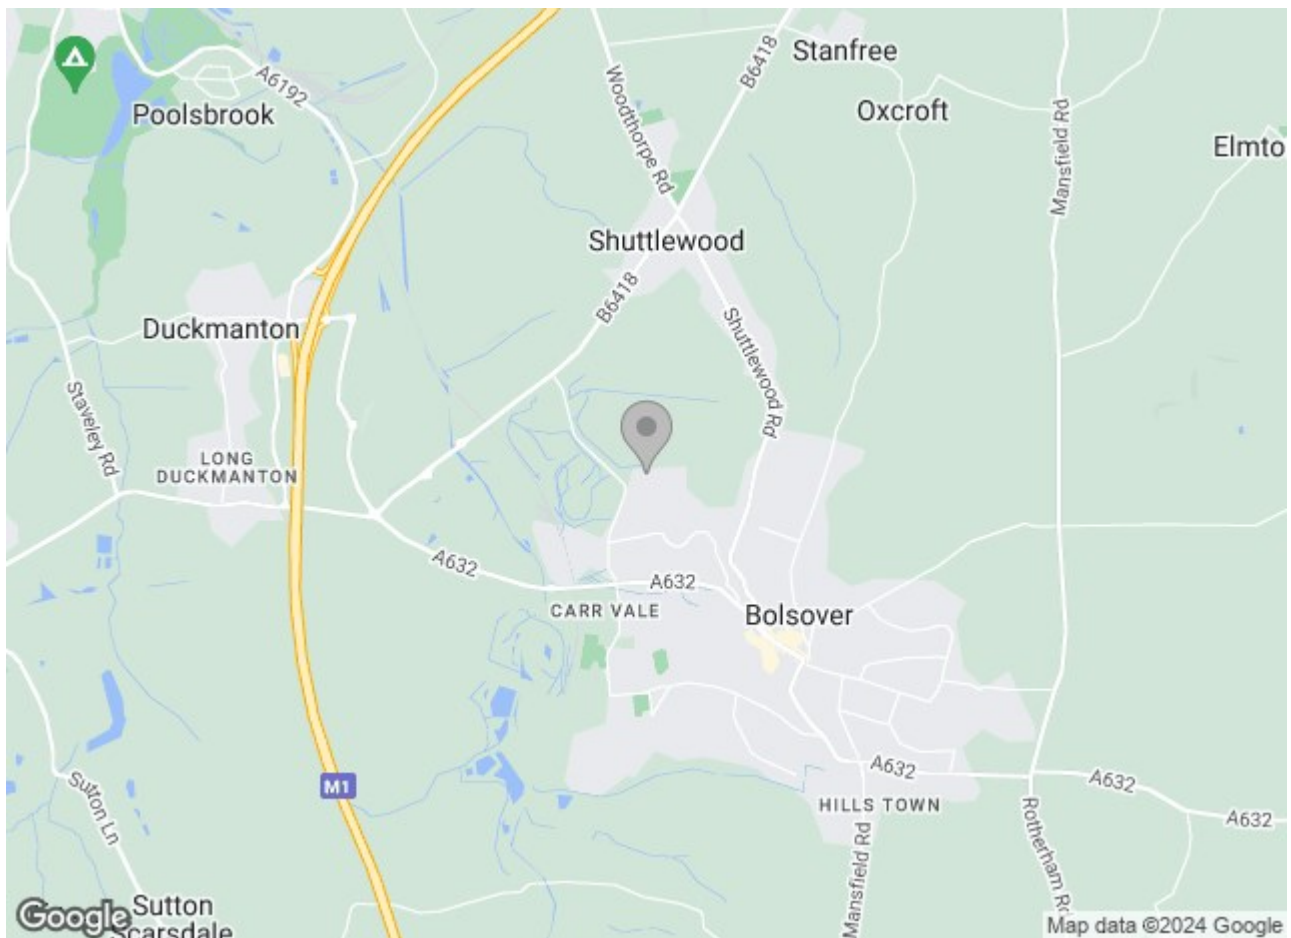 Stanfree
B6418
Woodthorpe Rd
A6192
Poolsbrook
Oxcroft
Mansfield Rd
Elmto
Shuttlewood
B6418
Duckmanton
Shuttlewood Rd
Staveley Rd
LONG
DUCKMANTON
A632
A632
CARR VALE
Bolsover
A632
A632
M1
Sutton Ln
HILLS TOWN
A632
Mansfield Rd
Rotherham Rd
Sutton
Scarsdale
Google
Map data ©2024 Google